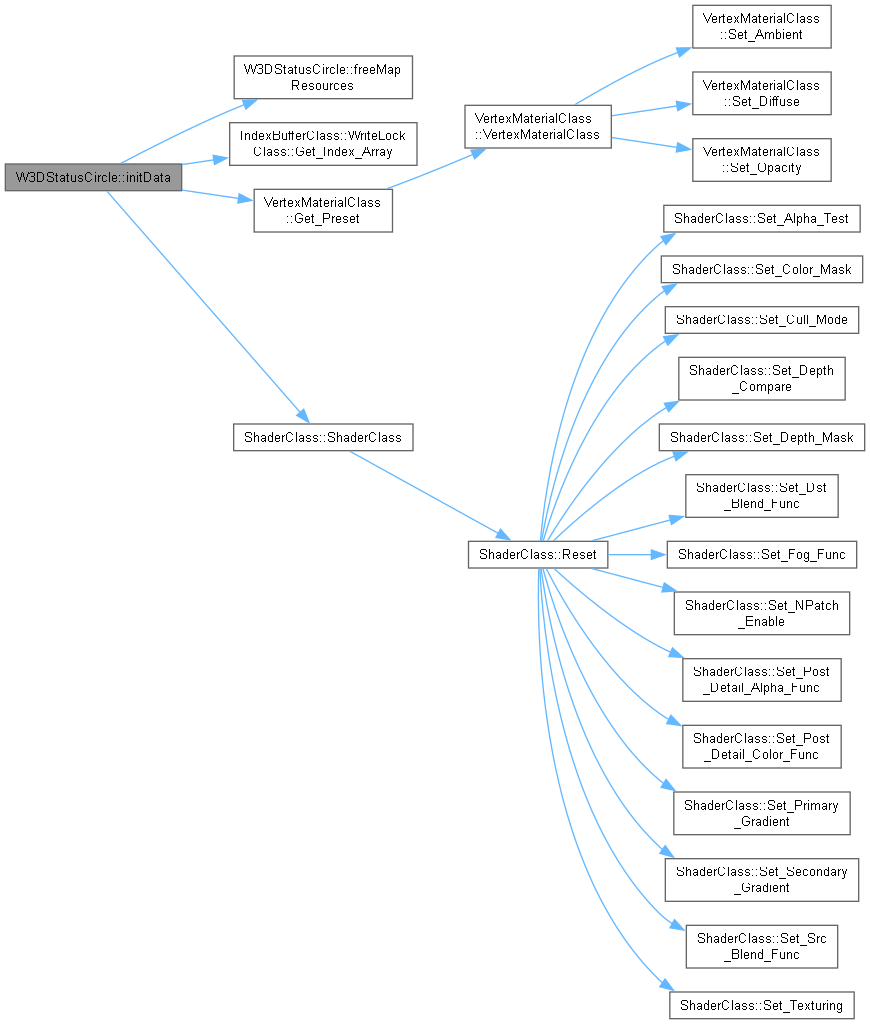 VertexMaterialClass
::Set_Ambient
W3DStatusCircle::freeMap
Resources
VertexMaterialClass
::Set_Diffuse
VertexMaterialClass
::VertexMaterialClass
IndexBufferClass::WriteLock
Class::Get_Index_Array
VertexMaterialClass
::Set_Opacity
W3DStatusCircle::initData
VertexMaterialClass
::Get_Preset
ShaderClass::Set_Alpha_Test
ShaderClass::Set_Color_Mask
ShaderClass::Set_Cull_Mode
ShaderClass::Set_Depth
_Compare
ShaderClass::ShaderClass
ShaderClass::Set_Depth_Mask
ShaderClass::Set_Dst
_Blend_Func
ShaderClass::Reset
ShaderClass::Set_Fog_Func
ShaderClass::Set_NPatch
_Enable
ShaderClass::Set_Post
_Detail_Alpha_Func
ShaderClass::Set_Post
_Detail_Color_Func
ShaderClass::Set_Primary
_Gradient
ShaderClass::Set_Secondary
_Gradient
ShaderClass::Set_Src
_Blend_Func
ShaderClass::Set_Texturing